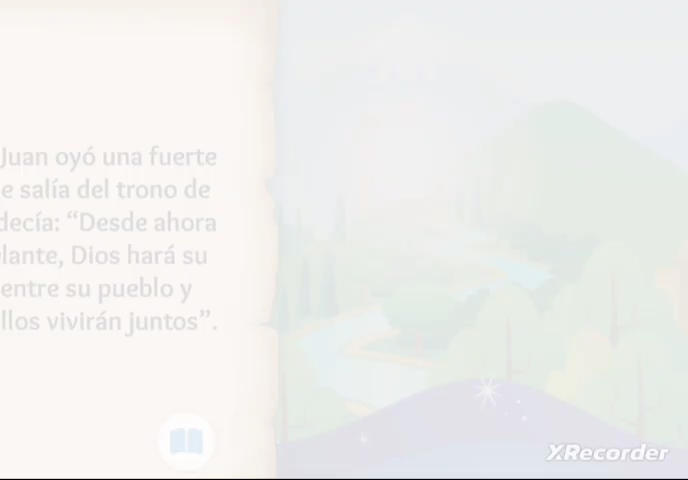 Juan oyó una fuerte
e salía del trono de
decía: “Desde ahora
lante, Dios hará su
entre su pueblo y
llos vivirán juntos”.
XRecorder